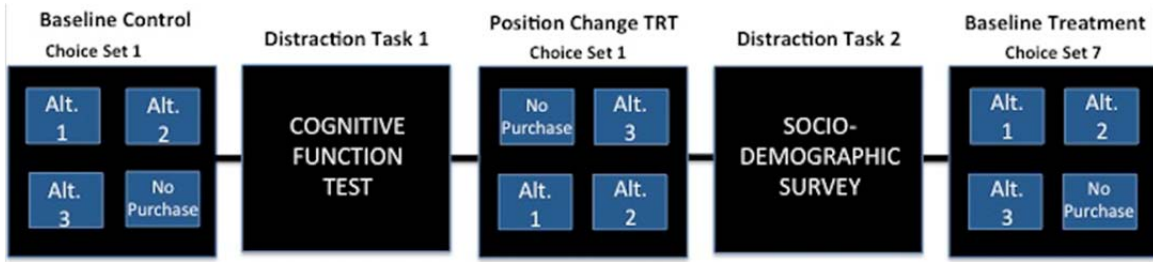 Baseline Control
Choice Set 1
Alt.
1
Alt.
2
Alt.
3
No
Purchase
Distraction Task 1
COGNITIVE
FUNCTION
TEST
Position Change TRT
Choice Set 1
No
Purchase
Alt.
3
Alt.
1
Alt.
2
Distraction Task 2
SOCIO-
DEMOGRAPHIC
SURVEY
Baseline Treatment
Choice Set 7
Alt.
1
Alt.
2
Alt.
3
No
Purchase